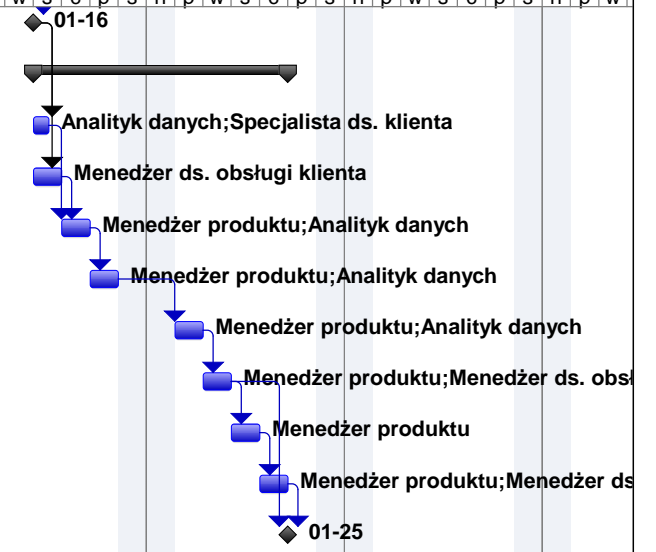 w s c p s n p w s c p s n p w s c p s n p w
01-16
Analityk danych;Specjalista ds. klienta
Menedżer ds. obsługi klienta
Menedżer produktu;Analityk danych
Menedżer produktu;Analityk danych
Menedżer produktu;Analityk danych
Menedżer produktu;Menedżer ds. obsł
Menedżer produktu
Menedżer produktu;Menedżer ds
01-25